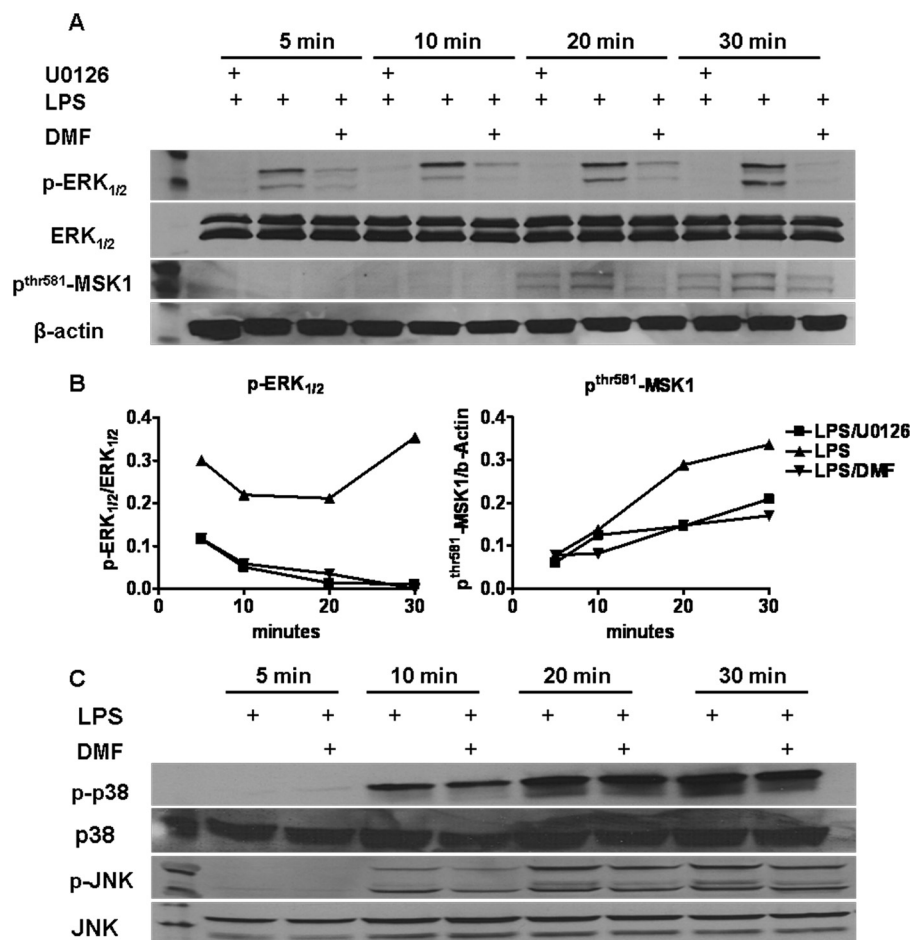 A
5 min 10 min 20 min 30 min
U0126 + + + +
LPS + + + + + + + + + + + +
DMF + + + +
p-ERK1/2
ERK1/2
pthr581-MSK1
β-actin
B
p-ERK1/2
p-ERK1/2/ERK1/2
0.4
0.3
0.2
0.1
0.0
0 10 20 30
minutes
pthr581-MSK1
pthr581-MSK1/b-Actin
0.4
0.3
0.2
0.1
0.0
0 10 20 30
minutes
LPS/U0126
LPS
LPS/DMF
C
5 min 10 min 20 min 30 min
LPS + + + + + + + +
DMF + + + +
p-p38
p38
p-JNK
JNK